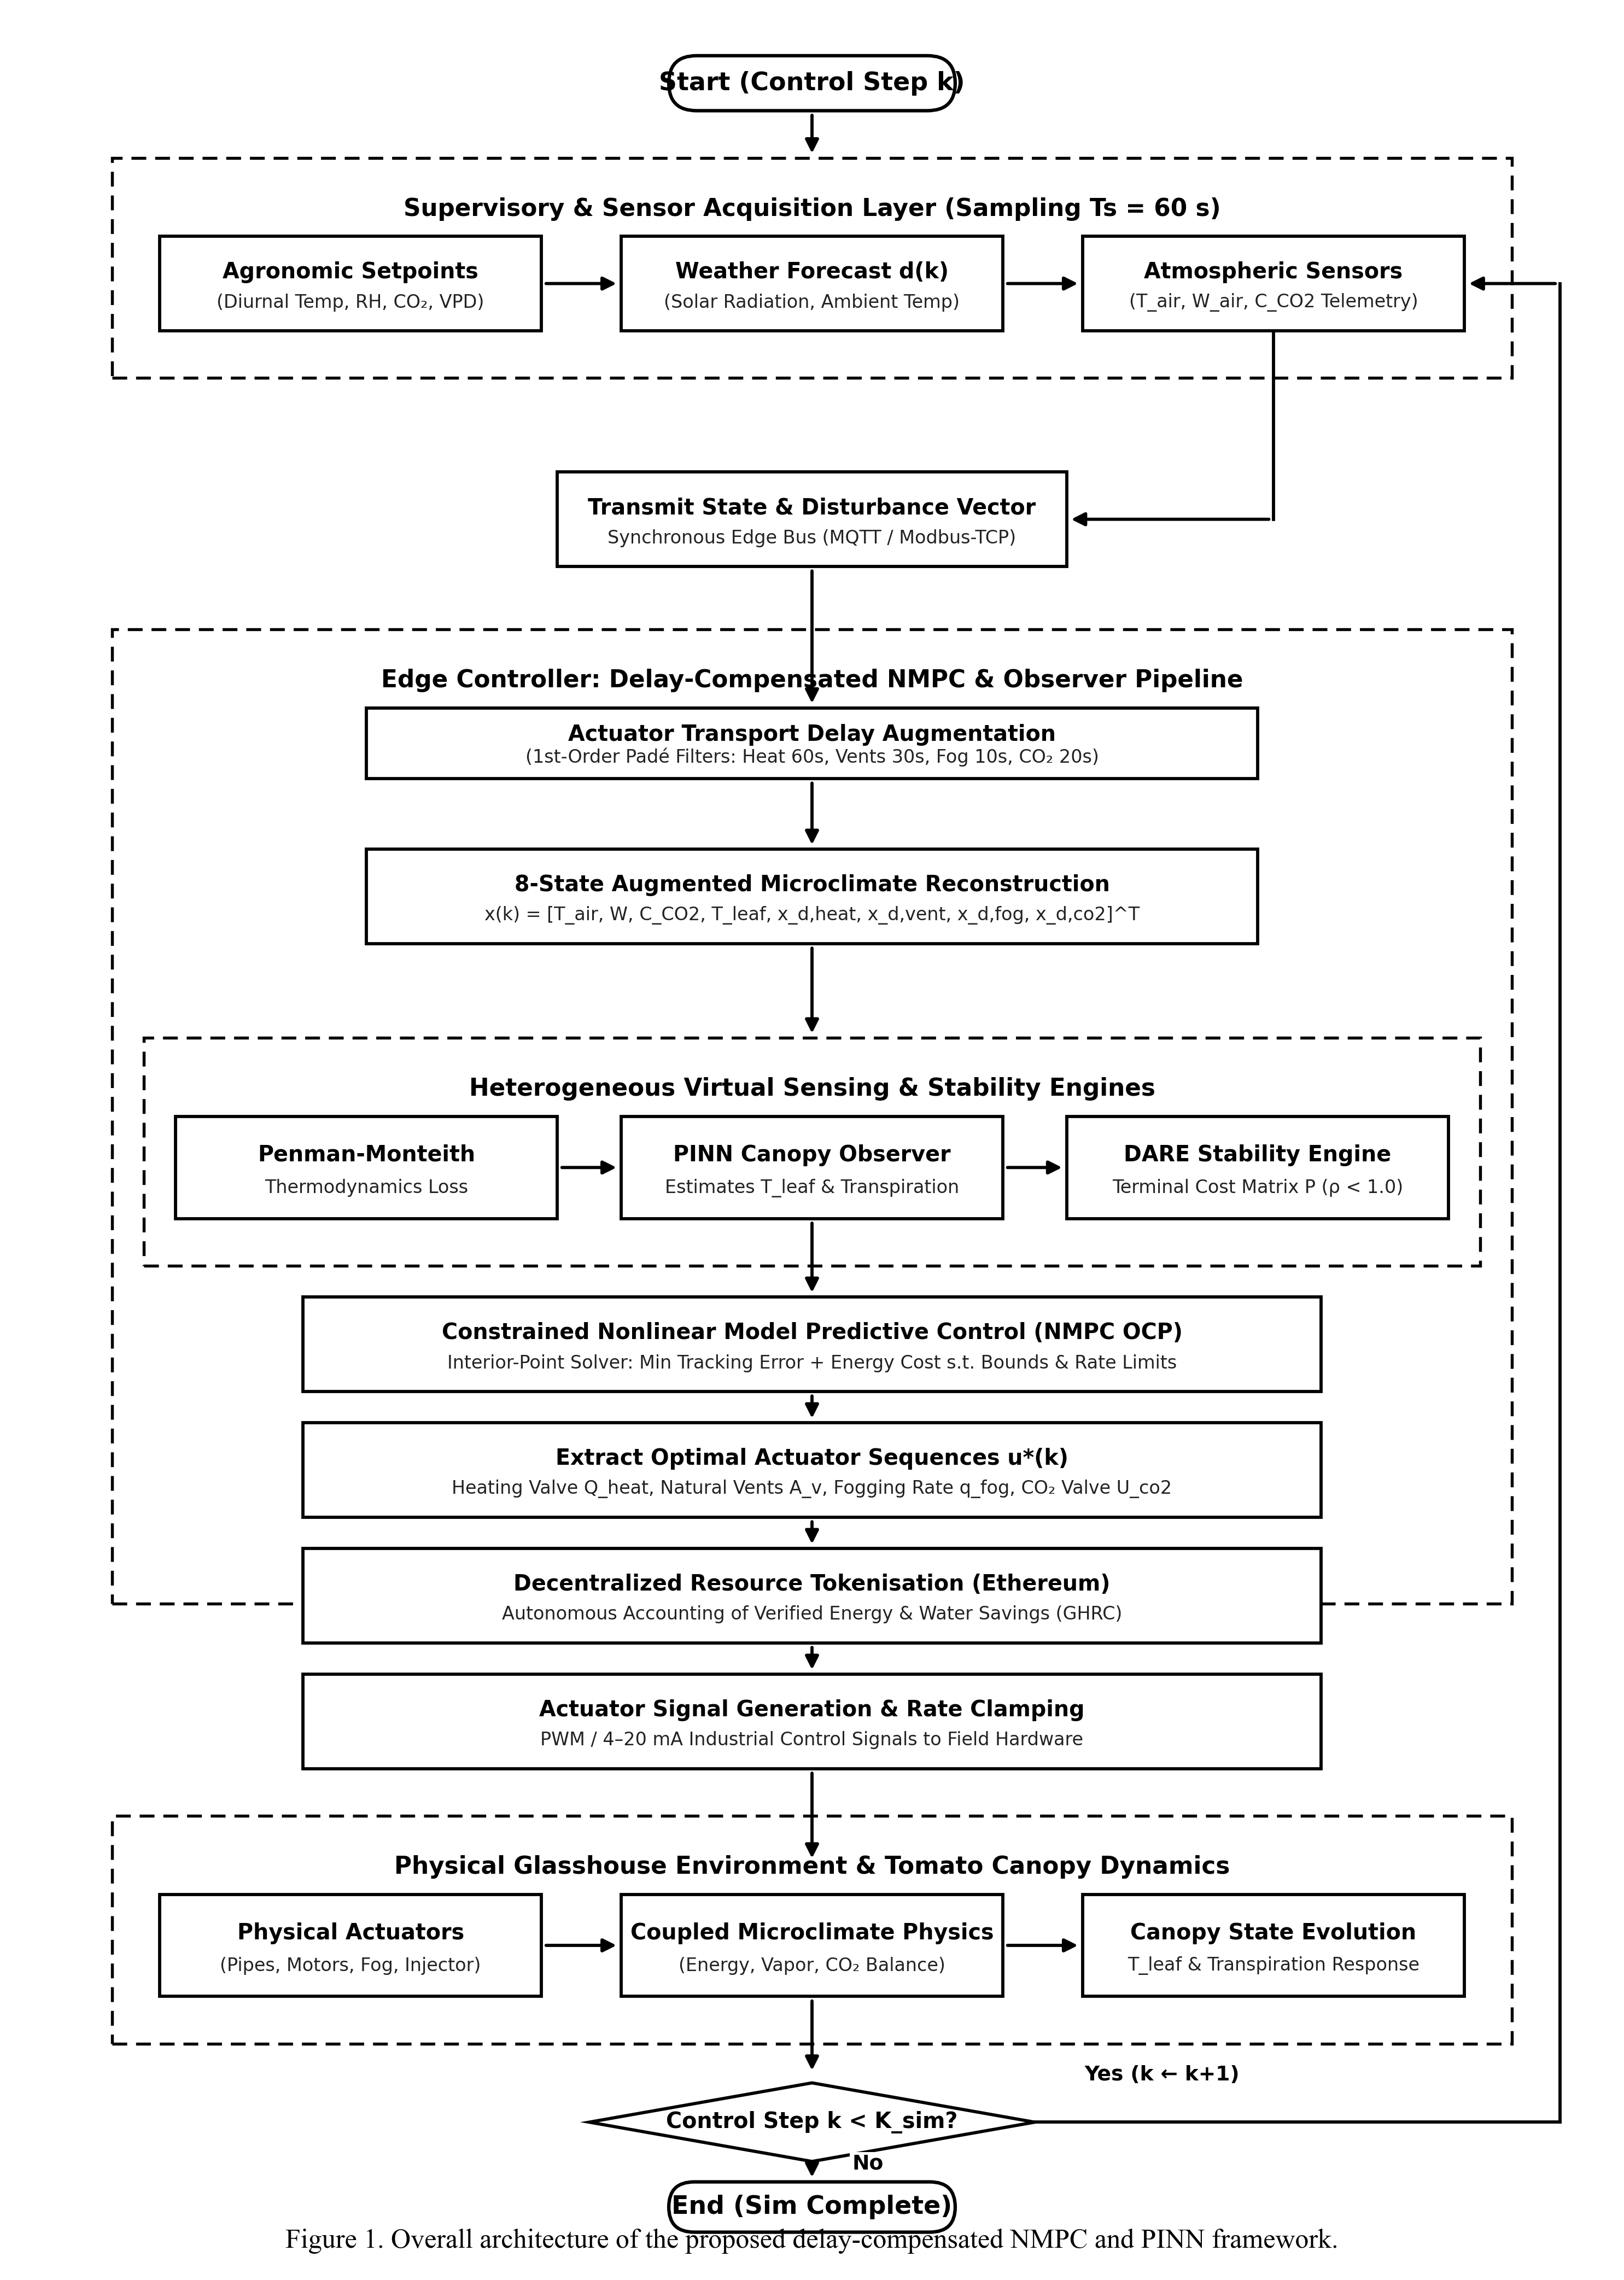 Start (Control Step k)
Supervisory & Sensor Acquisition Layer (Sampling Ts = 60 s)
Agronomic Setpoints
(Diurnal Temp, RH, CO₂, VPD)
Weather Forecast d(k)
(Solar Radiation, Ambient Temp)
Atmospheric Sensors
(T_air, W_air, C_CO2 Telemetry)
Transmit State & Disturbance Vector
Synchronous Edge Bus (MQTT / Modbus-TCP)
Edge Controller: Delay-Compensated NMPC & Observer Pipeline
Actuator Transport Delay Augmentation
(1st-Order Padé Filters: Heat 60s, Vents 30s, Fog 10s, CO₂ 20s)
8-State Augmented Microclimate Reconstruction
x(k) = [T_air, W, C_CO2, T_leaf, x_d,heat, x_d,vent, x_d,fog, x_d,co2]^T
Heterogeneous Virtual Sensing & Stability Engines
Penman-Monteith
Thermodynamics Loss
PINN Canopy Observer
Estimates T_leaf & Transpiration
DARE Stability Engine
Terminal Cost Matrix P (ρ < 1.0)
Constrained Nonlinear Model Predictive Control (NMPC OCP)
Interior-Point Solver: Min Tracking Error + Energy Cost s.t. Bounds & Rate Limits
Extract Optimal Actuator Sequences u*(k)
Heating Valve Q_heat, Natural Vents A_v, Fogging Rate q_fog, CO₂ Valve U_co2
Decentralized Resource Tokenisation (Ethereum)
Autonomous Accounting of Verified Energy & Water Savings (GHRC)
Actuator Signal Generation & Rate Clamping
PWM / 4–20 mA Industrial Control Signals to Field Hardware
Physical Glasshouse Environment & Tomato Canopy Dynamics
Physical Actuators
(Pipes, Motors, Fog, Injector)
Coupled Microclimate Physics
(Energy, Vapor, CO₂ Balance)
Canopy State Evolution
T_leaf & Transpiration Response
Yes (k ← k+1)
Control Step k < K_sim?
No
End (Sim Complete)
Figure 1. Overall architecture of the proposed delay-compensated NMPC and PINN framework.